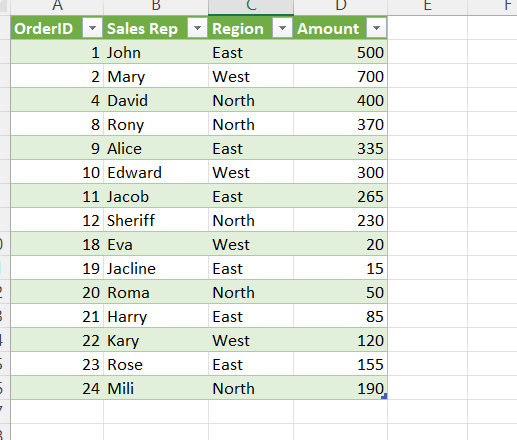 A B C D E F
OrderID Sales Rep Region Amount
1 John East 500
2 Mary West 700
4 David North 400
8 Rony North 370
9 Alice East 335
10 Edward West 300
11 Jacob East 265
12 Sheriff North 230
18 Eva West 20
19 Jacline East 15
20 Roma North 50
21 Harry East 85
22 Kary West 120
23 Rose East 155
24 Mili North 190